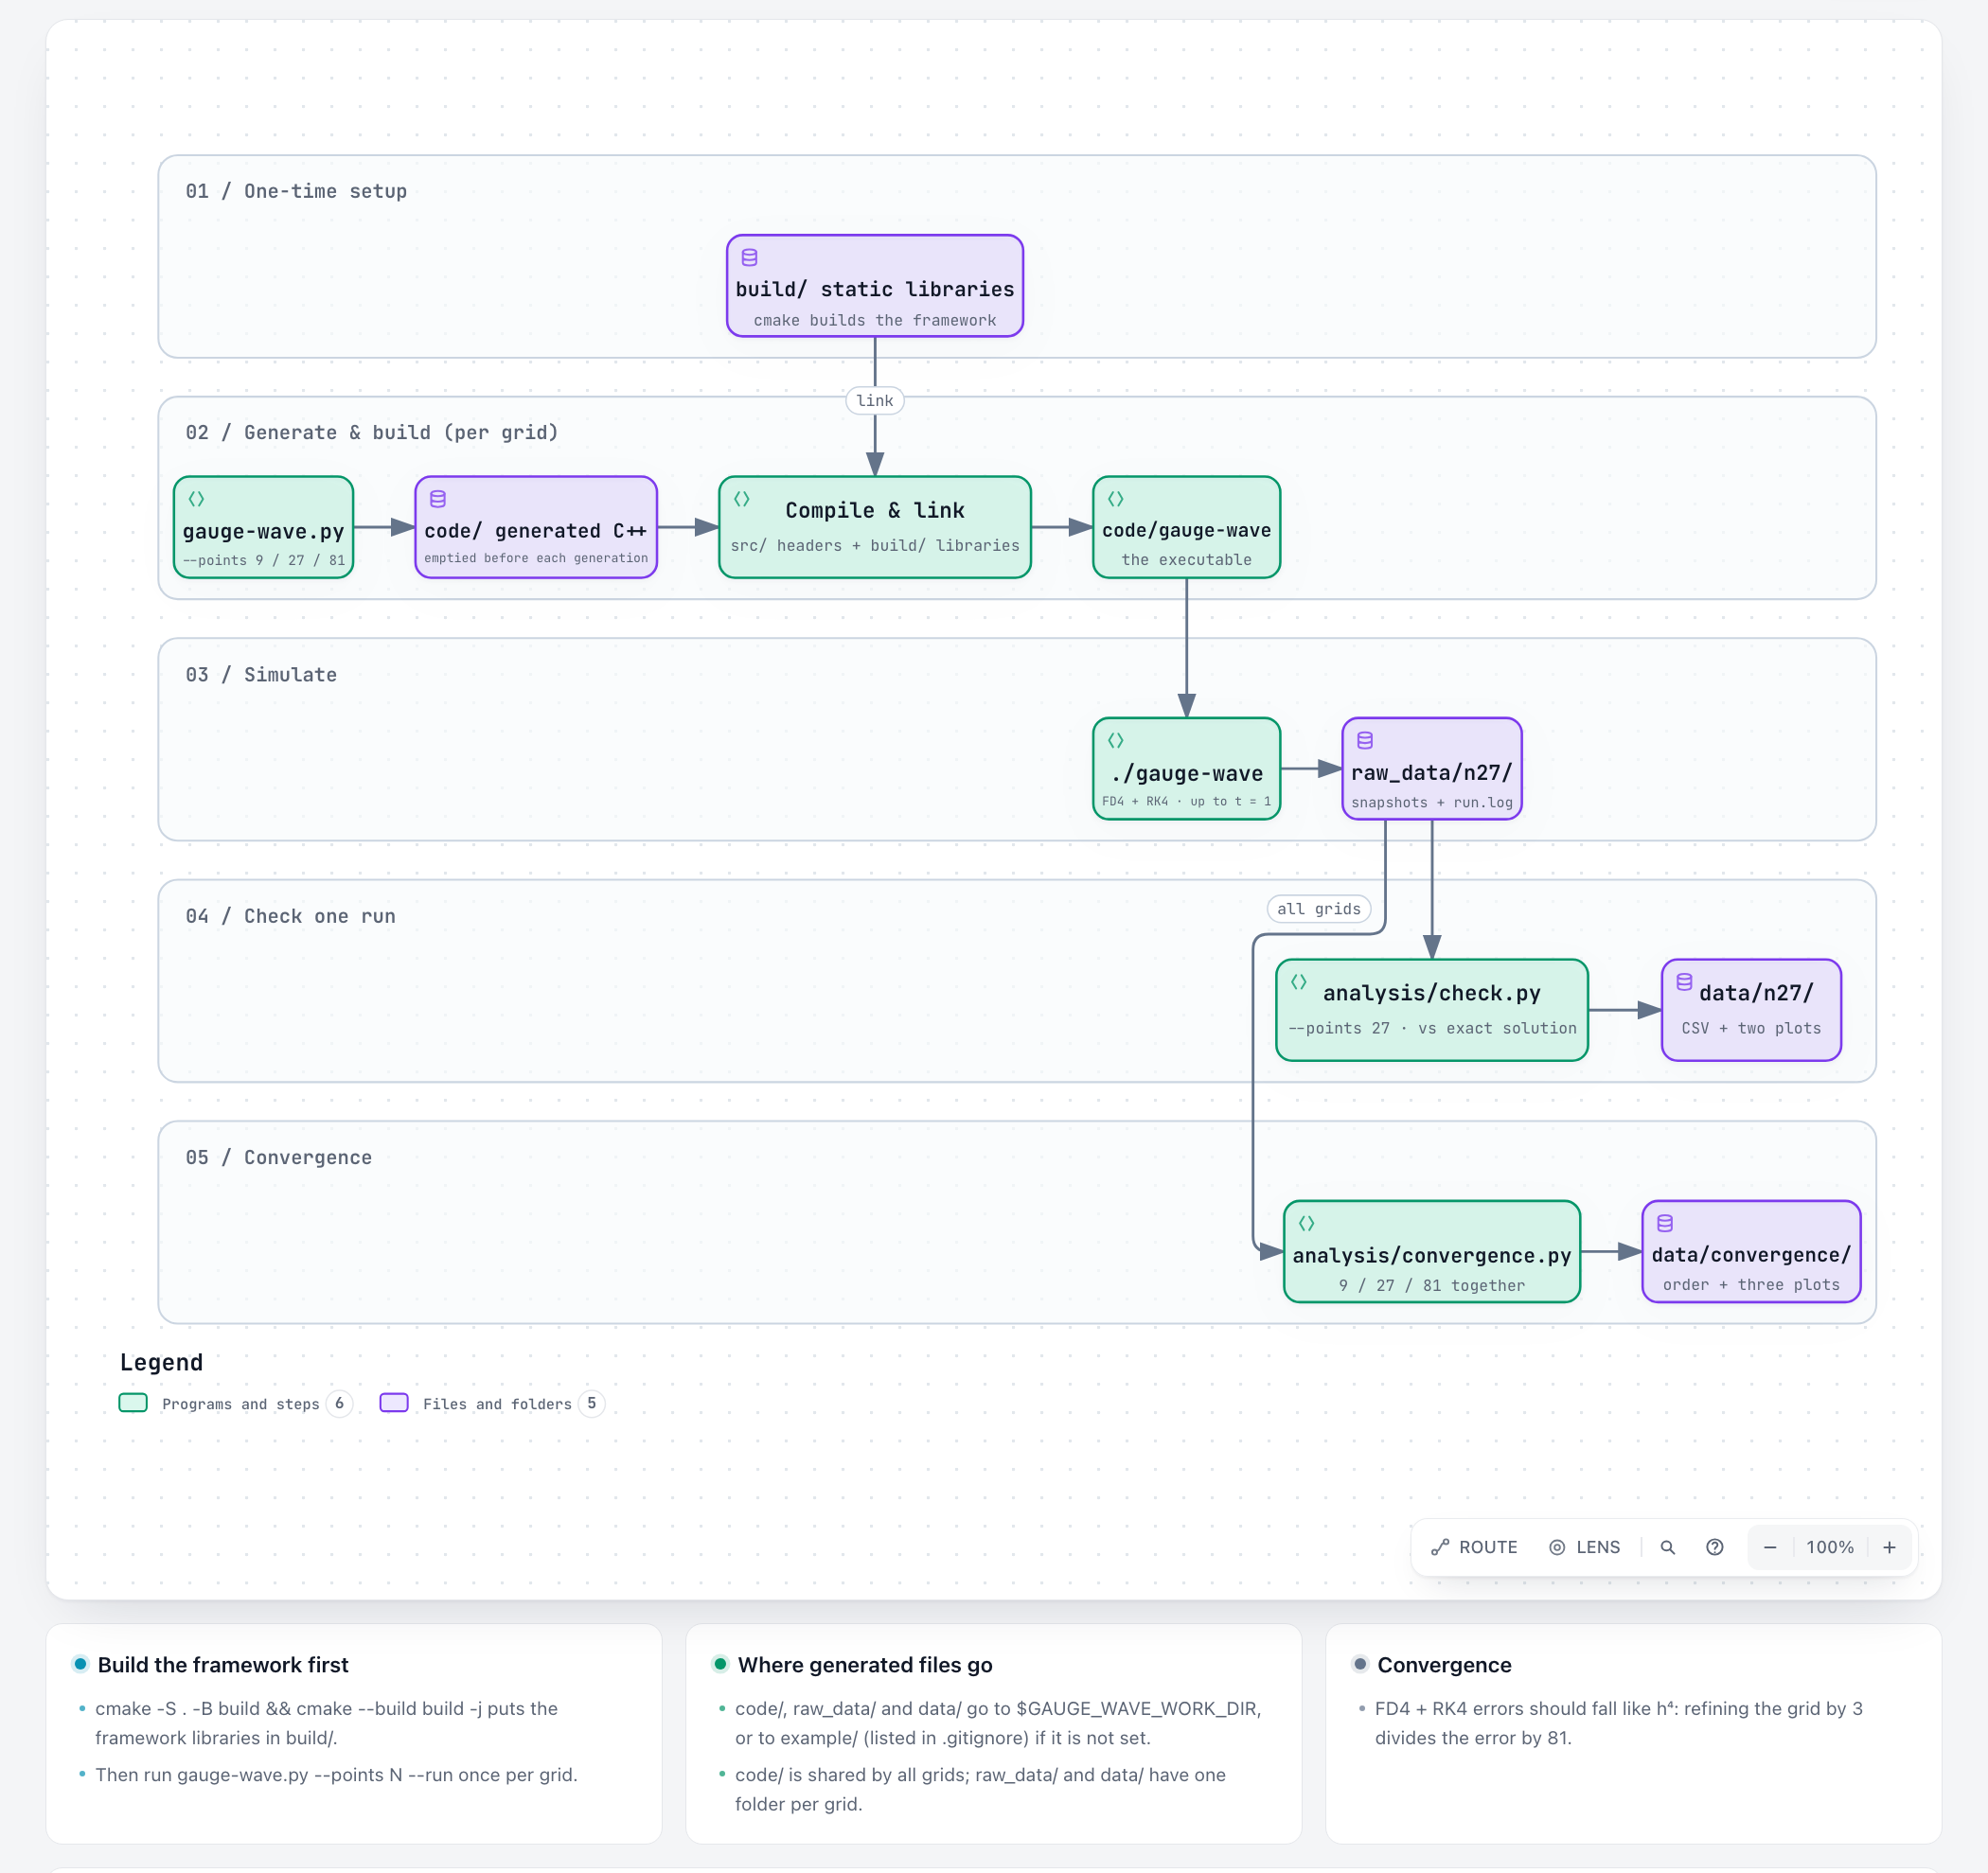 01 / One-time setup
build/ static libraries
cmake builds the framework
link
02 / Generate & build (per grid)
gauge-wave.py
--points 9 / 27 / 81
code/ generated C++
emptied before each generation
Compile & link
src/ headers + build/ libraries
code/gauge-wave
the executable
03 / Simulate
./gauge-wave
FD4 + RK4 · up to t = 1
raw_data/n27/
snapshots + run.log
04 / Check one run
all grids
analysis/check.py
--points 27 · vs exact solution
data/n27/
CSV + two plots
05 / Convergence
analysis/convergence.py
9 / 27 / 81 together
data/convergence/
order + three plots
Legend
Programs and steps 6
Files and folders 5
ROUTE
LENS
− 100% +
Build the framework first
cmake -S . -B build && cmake --build build -j puts the
framework libraries in build/.
Then run gauge-wave.py --points N --run once per grid.
Where generated files go
code/, raw_data/ and data/ go to $GAUGE_WAVE_WORK_DIR,
or to example/ (listed in .gitignore) if it is not set.
code/ is shared by all grids; raw_data/ and data/ have one
folder per grid.
Convergence
FD4 + RK4 errors should fall like h⁴: refining the grid by 3
divides the error by 81.